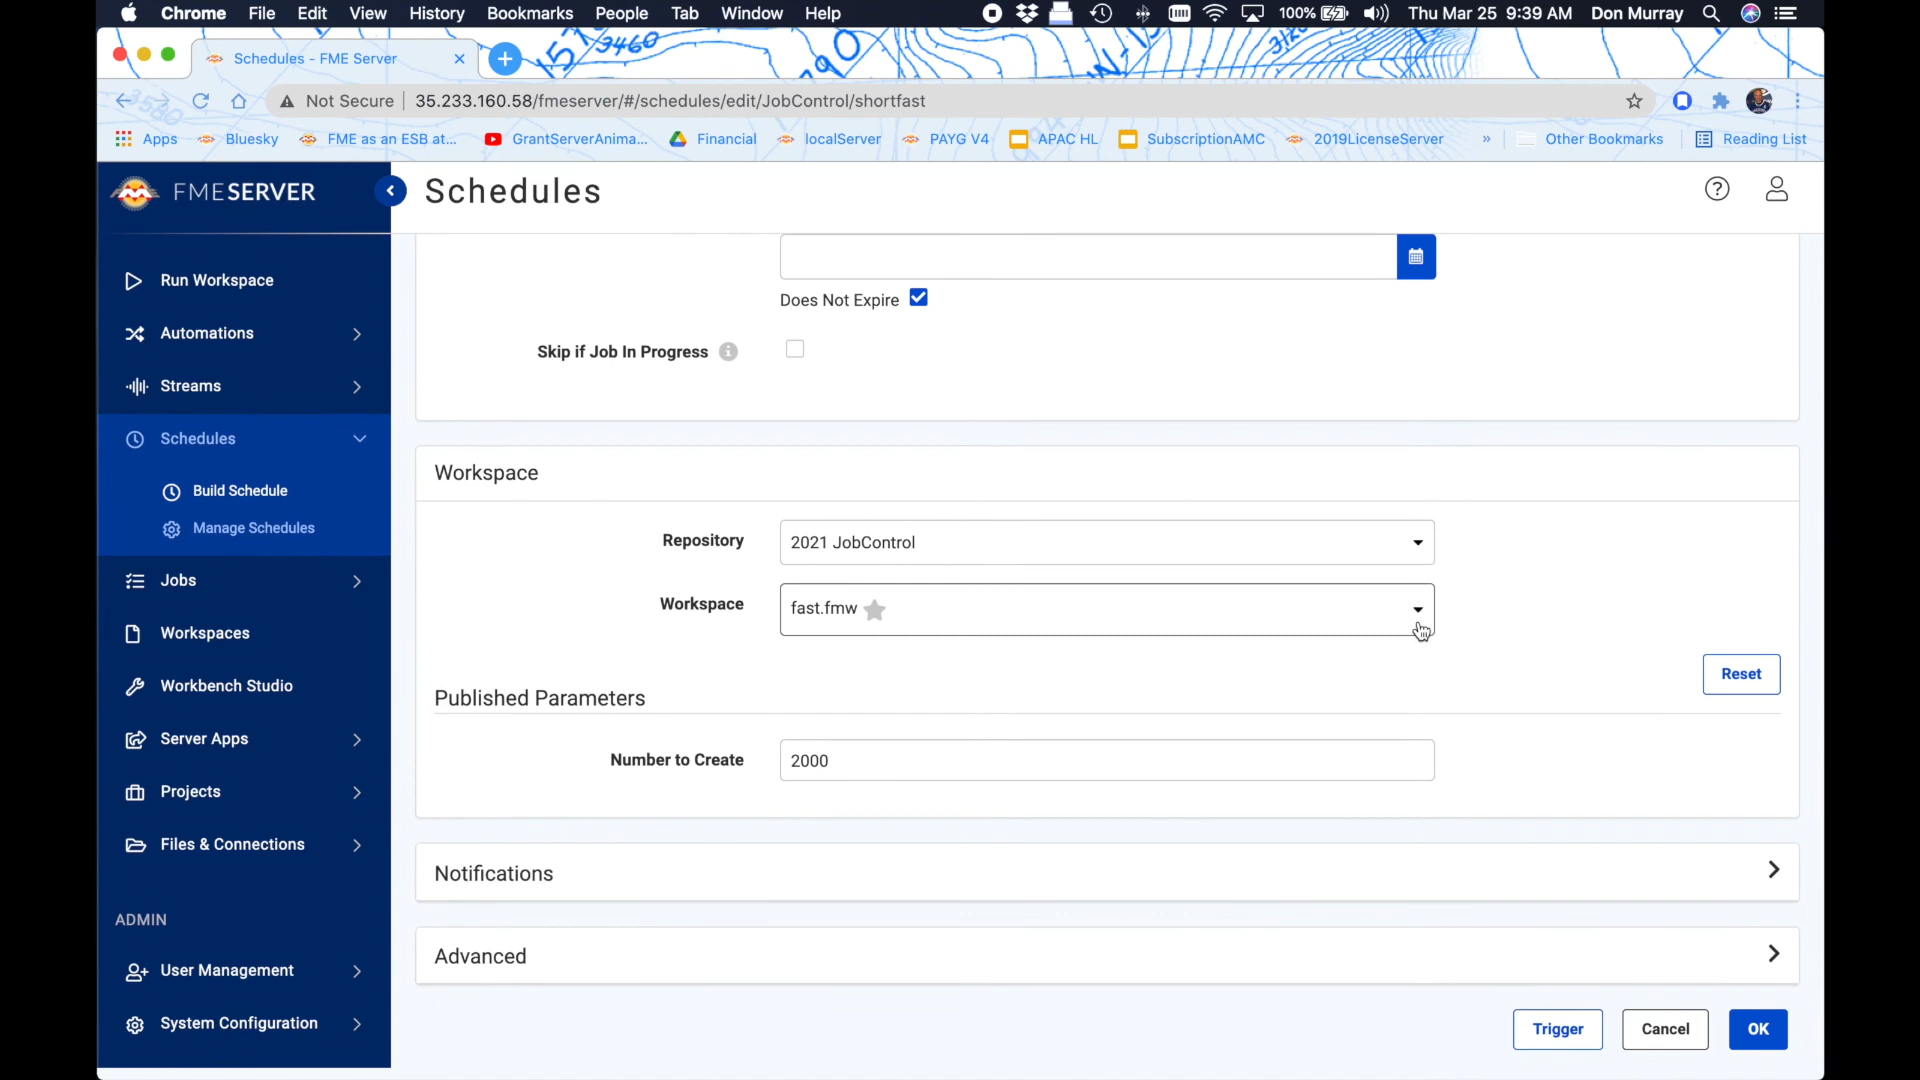 Chrome File Edit View History Bookmarks People Tab Window Help 100% Thu Mar 25 9:39 AM Don Murray
Schedules - FME Server
Not Secure 35.233.160.58/fmeserver/#/schedules/edit/JobControl/shortfast
Apps Bluesky FME as an ESB at... GrantServerAnima... Financial localServer PAYG V4 APAC HL SubscriptionAMC 2019LicenseServer » Other Bookmarks Reading List
FMESERVER
Schedules
Run Workspace
Automations
Streams
Schedules
Build Schedule
Manage Schedules
Jobs
Workspaces
Workbench Studio
Server Apps
Projects
Files & Connections
ADMIN
User Management
System Configuration
Does Not Expire
Skip if Job In Progress
Workspace
Repository 2021 JobControl
Workspace fast.fmw
Reset
Published Parameters
Number to Create 2000
Notifications
Advanced
Trigger Cancel OK